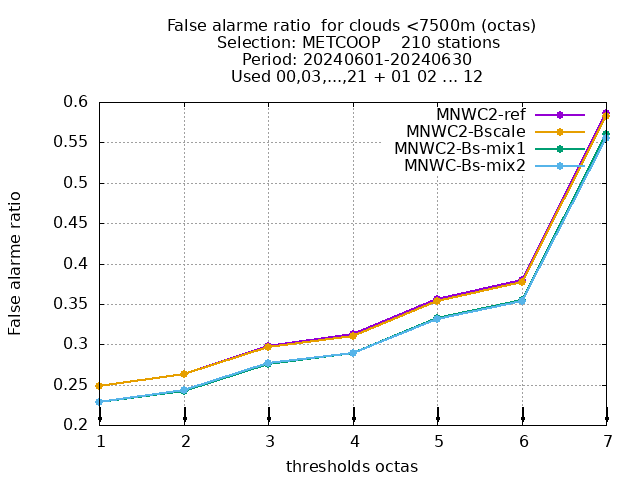 False alarme ratio  for clouds <7500m (octas)
Selection: METCOOP    210 stations
Period: 20240601-20240630
Used 00,03,...,21 + 01 02 ... 12
MNWC2-ref
MNWC2-Bscale
MNWC2-Bs-mix1
MNWC-Bs-mix2
False alarme ratio
0.6
0.55
0.5
0.45
0.4
0.35
0.3
0.25
0.2
1 2 3 4 5 6 7
thresholds octas